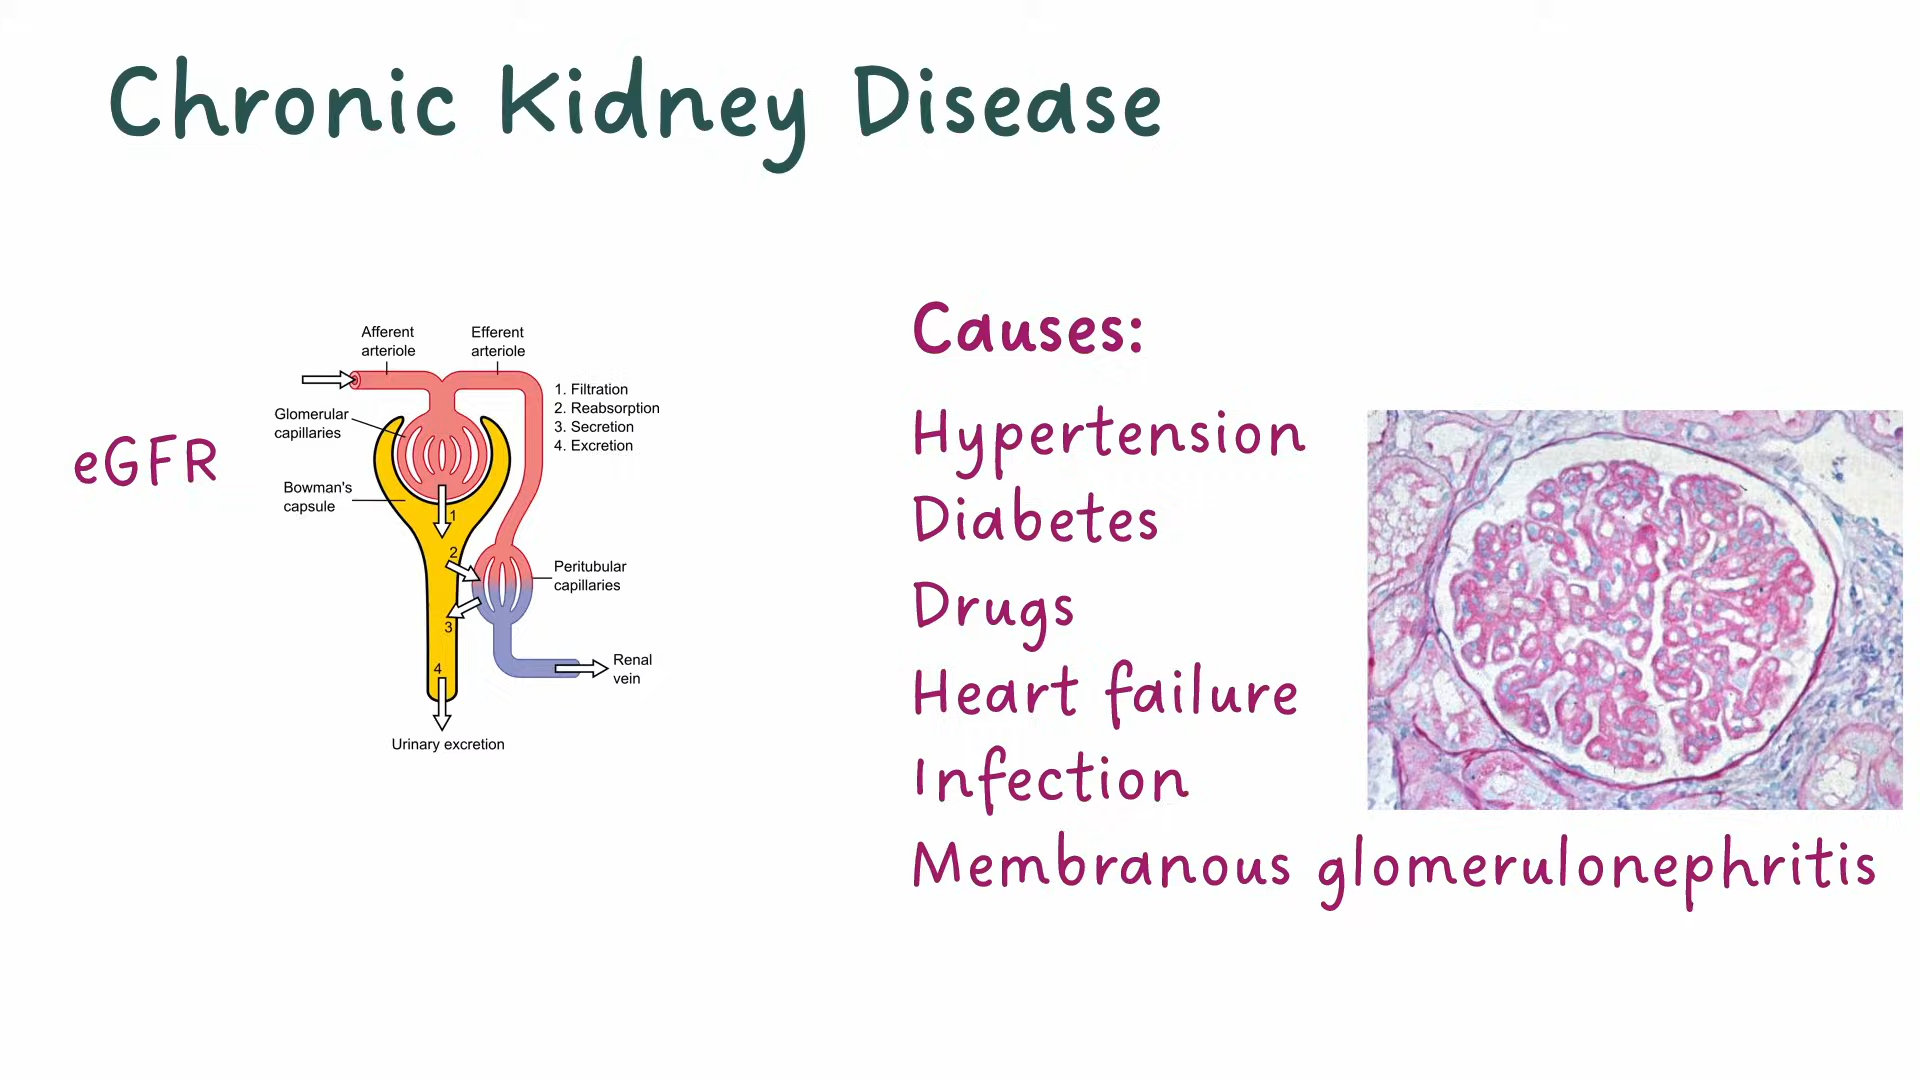 Chronic Kidney Disease
eGFR
Afferent
arteriole
Efferent
arteriole
1. Filtration
2. Reabsorption
3. Secretion
4. Excretion
Glomerular
capillaries
Bowman's
capsule
1
2
3
4
Peritubular
capillaries
Renal
vein
Urinary excretion
Causes:
Hypertension
Diabetes
Drugs
Heart failure
Infection
Membranous glomerulonephritis